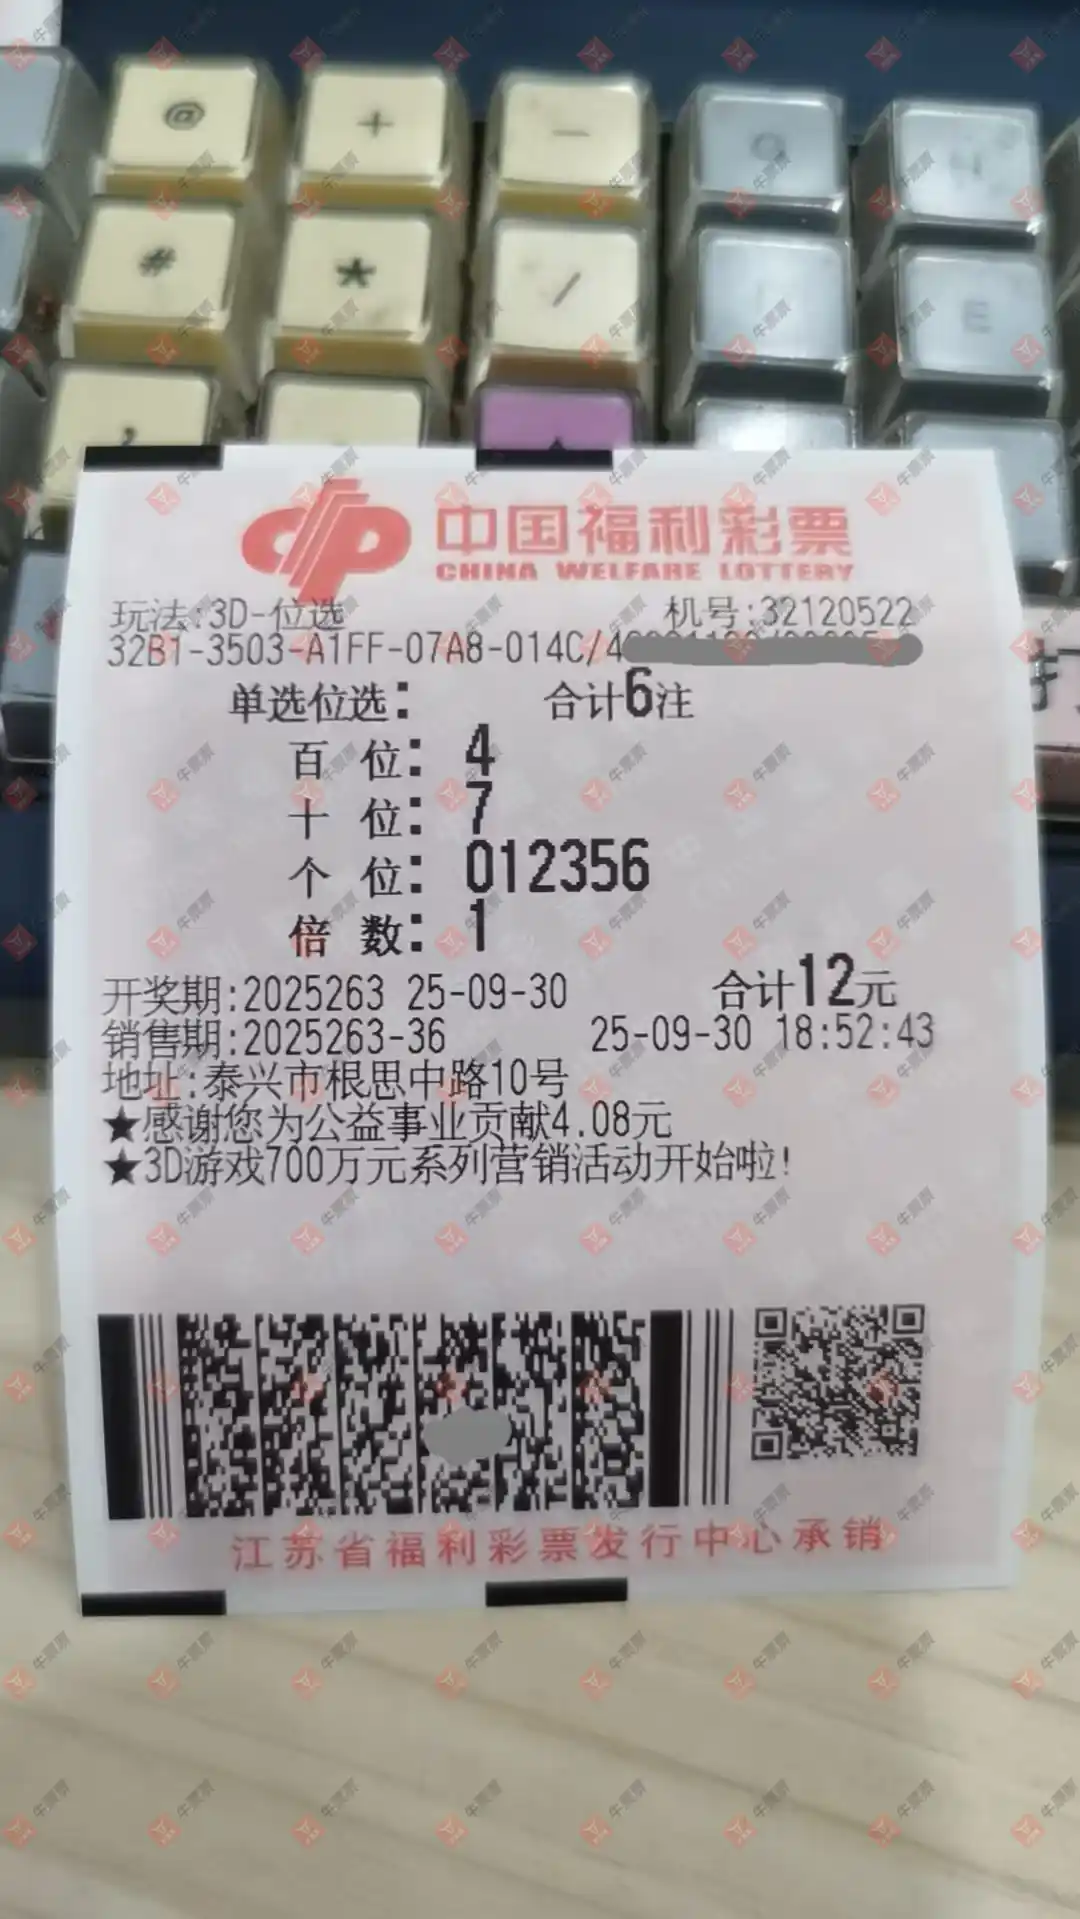 @ + —
# * /
E
中国福利彩票
CHINA WELFARE LOTTERY
玩法:3D-位选 机号:32120522
32B1-3503-A1FF-07A8-014C/4
单选位选: 合计6注
百 位: 4
十 位: 7
个 位: 012356
倍 数: 1
开奖期:2025263 25-09-30 合计12元
销售期:2025263-36 25-09-30 18:52:43
地址:泰兴市根思中路10号
★感谢您为公益事业贡献4.08元
★3D游戏700万元系列营销活动开始啦!
江苏省福利彩票发行中心承销
牛票票